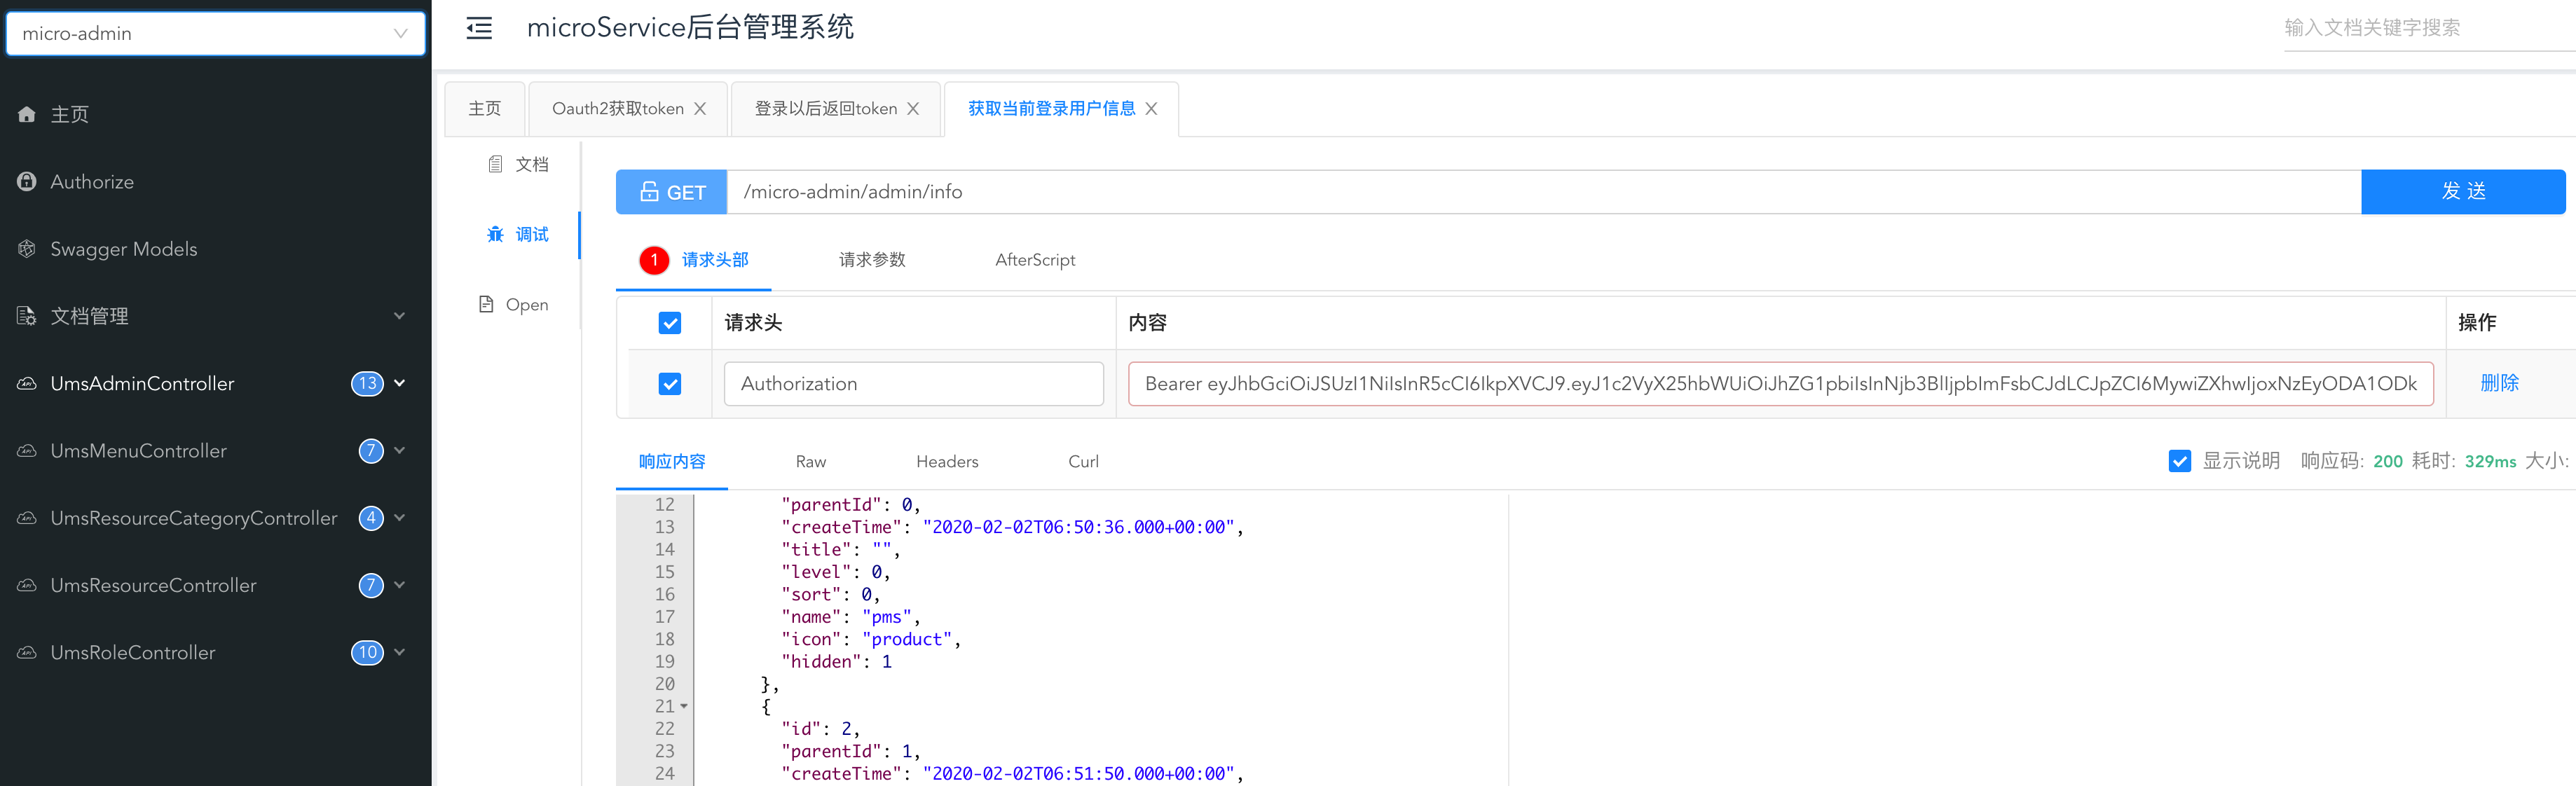 micro-admin
主页
Authorize
Swagger Models
文档管理
UmsAdminController 13
UmsMenuController 7
UmsResourceCategoryController 4
UmsResourceController 7
UmsRoleController 10
microService后台管理系统
输入文档关键字搜索
主页 Oauth2获取token 登录以后返回token 获取当前登录用户信息
文档
调试
Open
GET /micro-admin/admin/info 发 送
1 请求头部 请求参数 AfterScript
请求头 内容 操作
Authorization Bearer eyJhbGciOiJSUzI1NiIsInR5cCI6IkpXVCJ9.eyJ1c2VyX25hbWUiOiJhZG1pbiIsInNjb3BlIjpbImFsbCJdLCJpZCI6MywiZXhwIjoxNzEyODA1ODk 删除
响应内容 Raw Headers Curl 显示说明 响应码: 200 耗时: 329ms 大小:
12 "parentId": 0,
13 "createTime": "2020-02-02T06:50:36.000+00:00",
14 "title": "",
15 "level": 0,
16 "sort": 0,
17 "name": "pms",
18 "icon": "product",
19 "hidden": 1
20 },
21 {
22 "id": 2,
23 "parentId": 1,
24 "createTime": "2020-02-02T06:51:50.000+00:00",